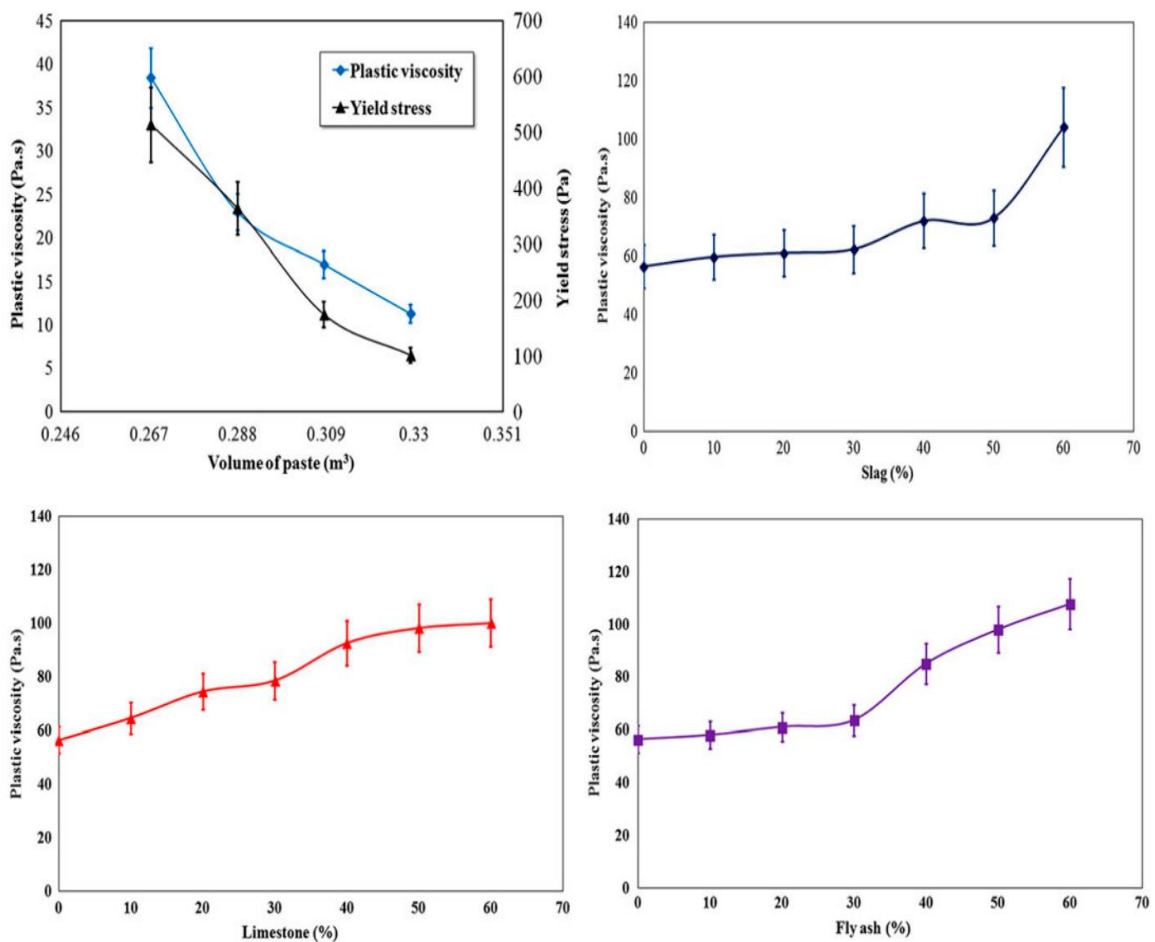 45
40
35
30
25
20
15
10
5
0
Plastic viscosity (Pa.s)
700
600
500
400
300
200
100
0
Yield stress (Pa)
Plastic viscosity
Yield stress
0.246 0.267 0.288 0.309 0.33 0.351
Volume of paste (m³)
140
120
100
80
60
40
20
0
Plastic viscosity (Pa.s)
0 10 20 30 40 50 60 70
Slag (%)
140
120
100
80
60
40
20
0
Plastic viscosity (Pa.s)
0 10 20 30 40 50 60 70
Limestone (%)
140
120
100
80
60
40
20
0
Plastic viscosity (Pa.s)
0 10 20 30 40 50 60 70
Fly ash (%)